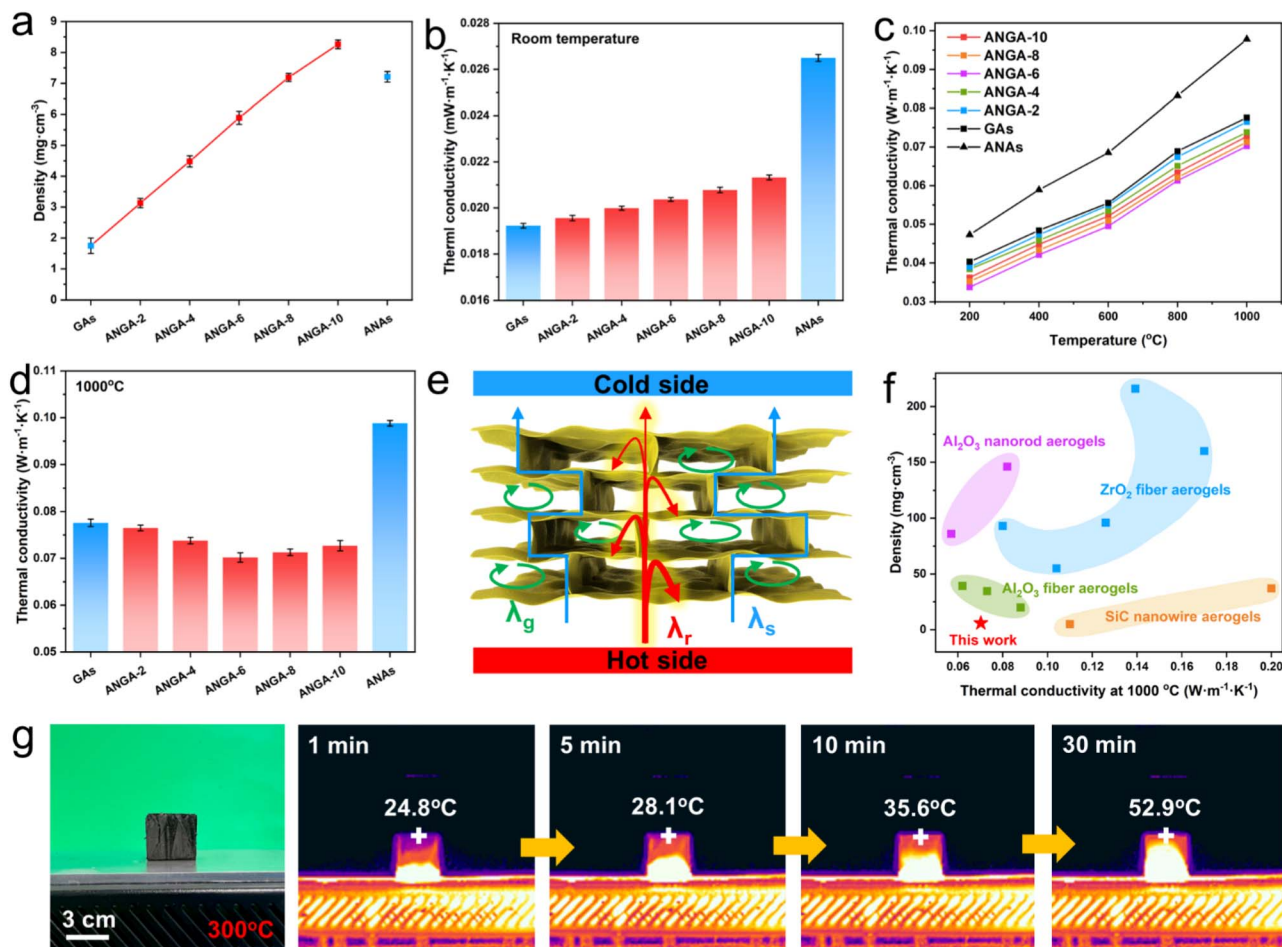 a
Density (mg·cm⁻³)
9
8
7
6
5
4
3
2
1
0
GAs
ANGA-2
ANGA-4
ANGA-6
ANGA-8
ANGA-10
ANAs
b
Room temperature
Therml conductivity (mW·m⁻¹·K⁻¹)
0.028
0.026
0.024
0.022
0.020
0.018
0.016
GAs
ANGA-2
ANGA-4
ANGA-6
ANGA-8
ANGA-10
ANAs
c
Thermal conductivity (W·m⁻¹·K⁻¹)
0.10
0.09
0.08
0.07
0.06
0.05
0.04
0.03
ANGA-10
ANGA-8
ANGA-6
ANGA-4
ANGA-2
GAs
ANAs
200
400
600
800
1000
Temperature (°C)
d
1000°C
Thermal conductivity (W·m⁻¹·K⁻¹)
0.11
0.10
0.09
0.08
0.07
0.06
0.05
GAs
ANGA-2
ANGA-4
ANGA-6
ANGA-8
ANGA-10
ANAs
e
Cold side
λg
λr
λs
Hot side
f
Density (mg·cm⁻³)
200
150
100
50
0
Al₂O₃ nanorod aerogels
ZrO₂ fiber aerogels
Al₂O₃ fiber aerogels
SiC nanowire aerogels
This work
0.06
0.08
0.10
0.12
0.14
0.16
0.18
0.20
Thermal conductivity at 1000 °C (W·m⁻¹·K⁻¹)
g
3 cm
300°C
1 min
24.8°C
5 min
28.1°C
10 min
35.6°C
30 min
52.9°C